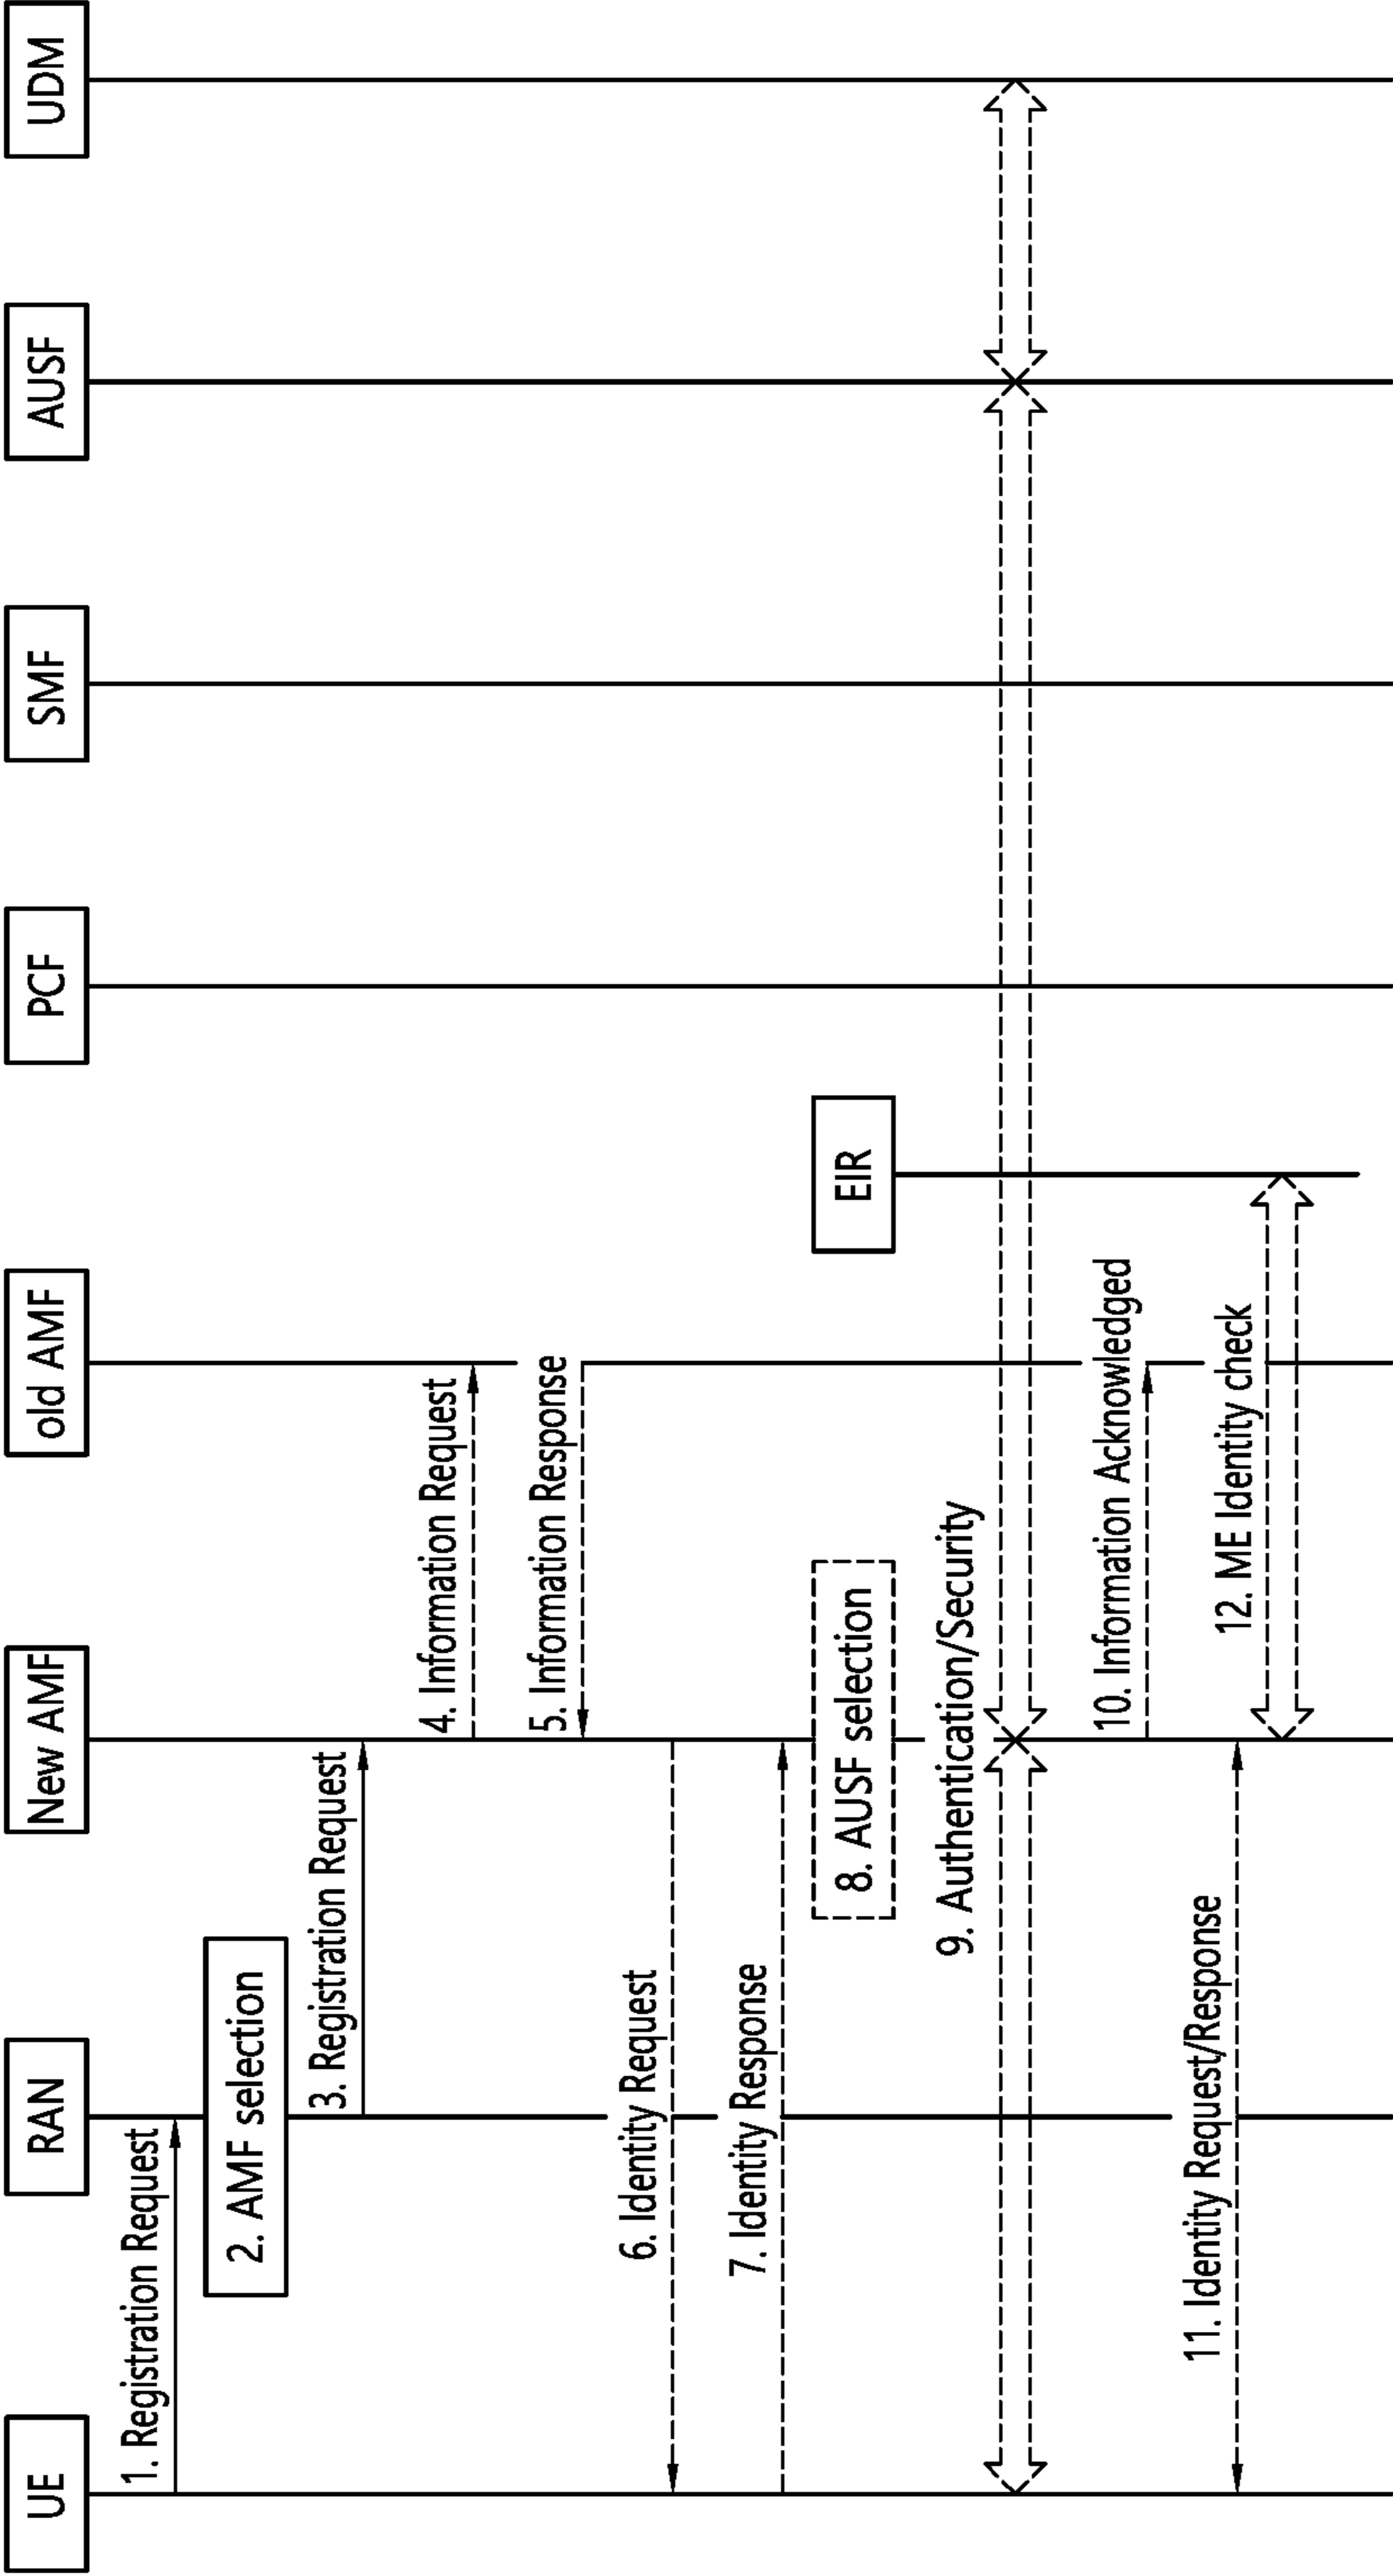 UE
RAN
New AMF
old AMF
PCF
SMF
AUSF
UDM
1. Registration Request
2. AMF selection
3. Registration Request
4. Information Request
5. Information Response
6. Identity Request
7. Identity Response
8. AUSF selection
EIR
9. Authentication/Security
10. Information Acknowledged
11. Identity Request/Response
12. ME Identity check